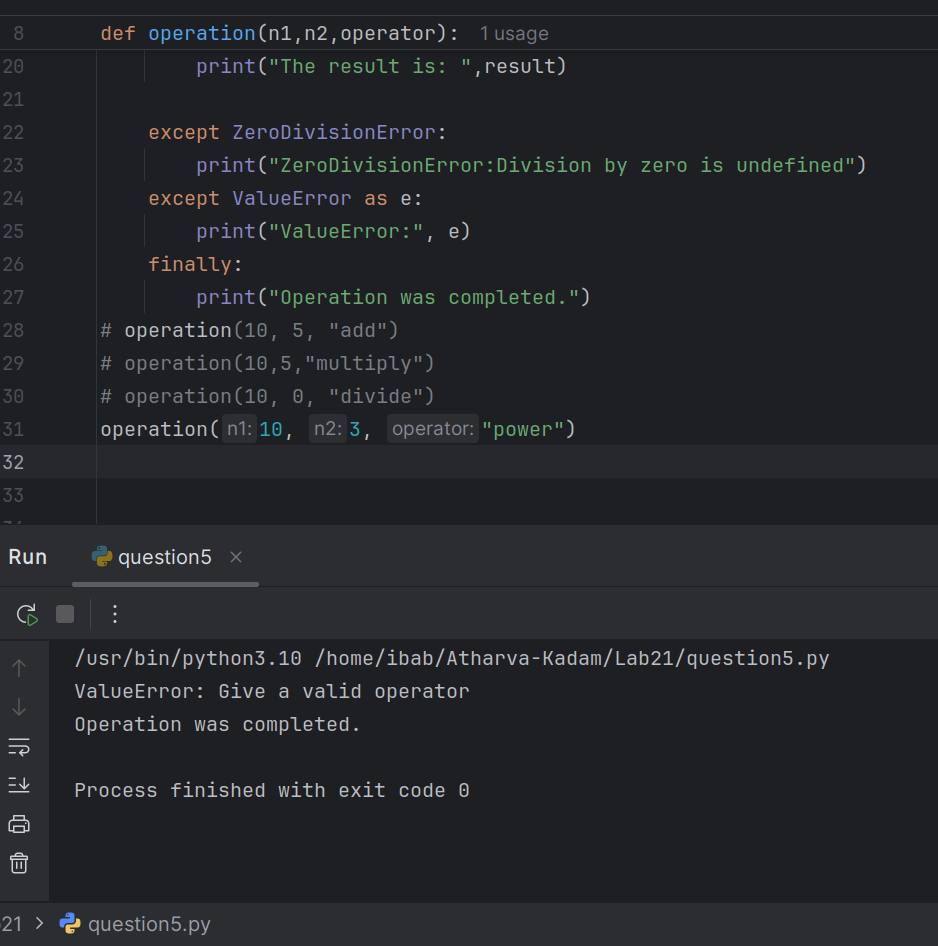 8 def operation(n1,n2,operator): 1 usage
20 print("The result is: ",result)
21
22 except ZeroDivisionError:
23 print("ZeroDivisionError:Division by zero is undefined")
24 except ValueError as e:
25 print("ValueError:", e)
26 finally:
27 print("Operation was completed.")
28 # operation(10, 5, "add")
29 # operation(10,5,"multiply")
30 # operation(10, 0, "divide")
31 operation( n1: 10, n2: 3, operator: "power")
32
33
Run question5
/usr/bin/python3.10 /home/ibab/Atharva-Kadam/Lab21/question5.py
ValueError: Give a valid operator
Operation was completed.
Process finished with exit code 0
21 > question5.py